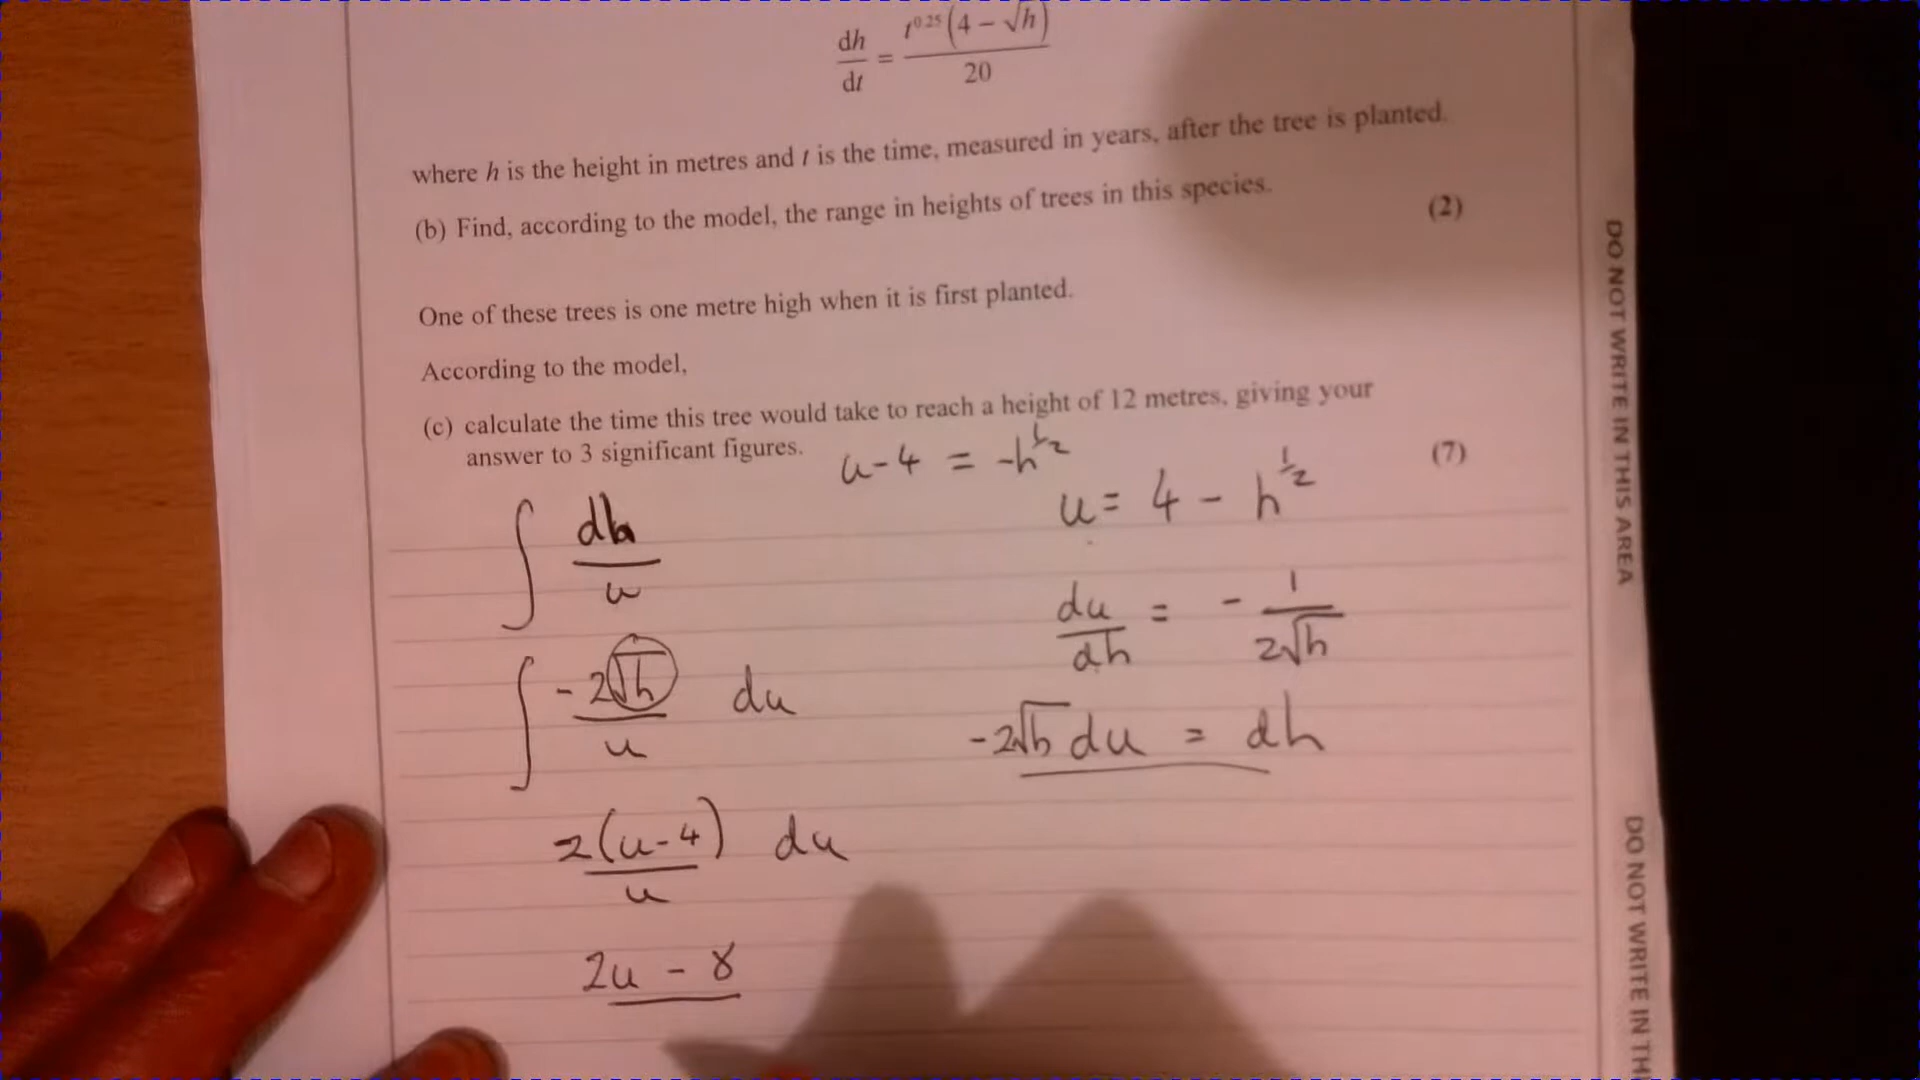 dh/dt = t^0.25 (4 − √h) / 20
where h is the height in metres and t is the time, measured in years, after the tree is planted.
(b) Find, according to the model, the range in heights of trees in this species.
(2)
One of these trees is one metre high when it is first planted.
According to the model,
(c) calculate the time this tree would take to reach a height of 12 metres, giving your
answer to 3 significant figures.
(7)
u - 4 = -h^½
u = 4 - h^½
∫ dh/u
du/dh = - 1/(2√h)
∫ -2√h/u du
-2√h du = dh
2(u-4)/u du
2u - 8
DO NOT WRITE IN THIS AREA
DO NOT WRITE IN TH